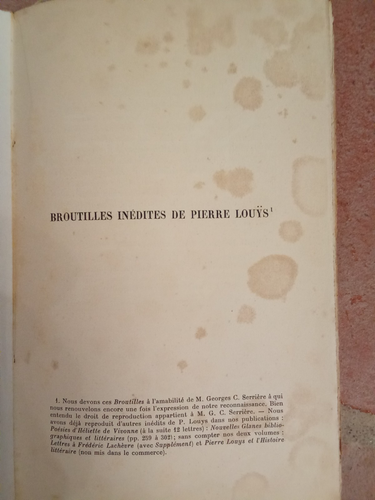 BROUTILLES INÉDITES DE PIERRE LOUŸS¹
1. Nous devons ces Broutilles à l'amabilité de M. Georges C. Serrière à qui
nous renouvelons encore une fois l'expression de notre reconnaissance. Bien
entendu le droit de reproduction appartient à M. G. C. Serrière. — Nous
avons déjà reproduit d'autres inédits de P. Louys dans nos publications :
Poésies d'Héliette de Vivonne (à la suite 12 lettres) : Nouvelles Glanes biblio-
graphiques et littéraires (pp. 259 à 302); sans compter nos deux volumes :
Lettres à Frédéric Lachèvre (avec Supplément) et Pierre Louys et l'Histoire
littéraire (non mis dans le commerce).